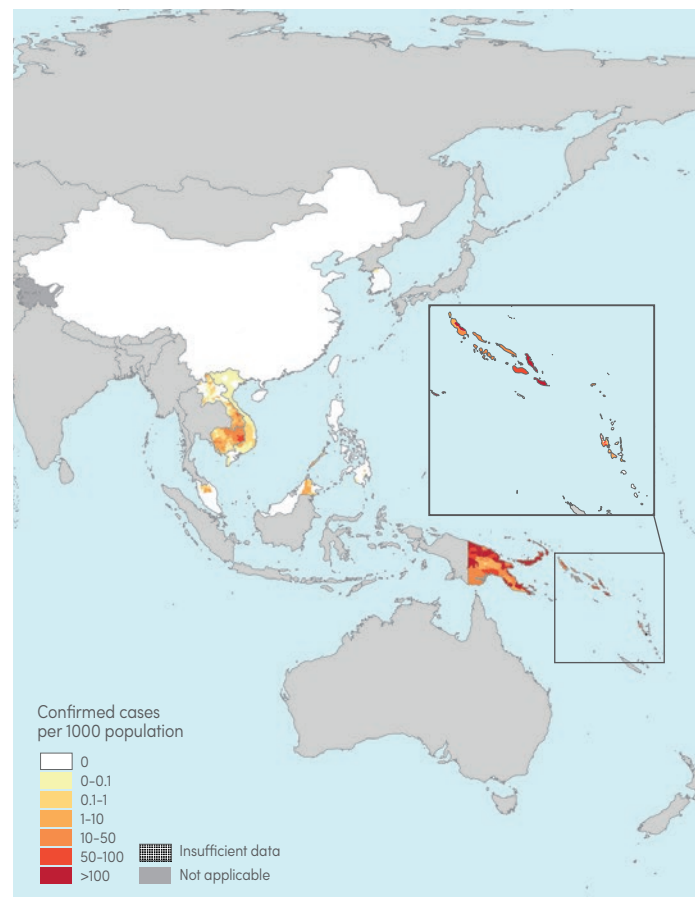 Confirmed cases
per 1000 population
0
0-0.1
0.1-1
1-10
10-50
50-100
>100
Insufficient data
Not applicable